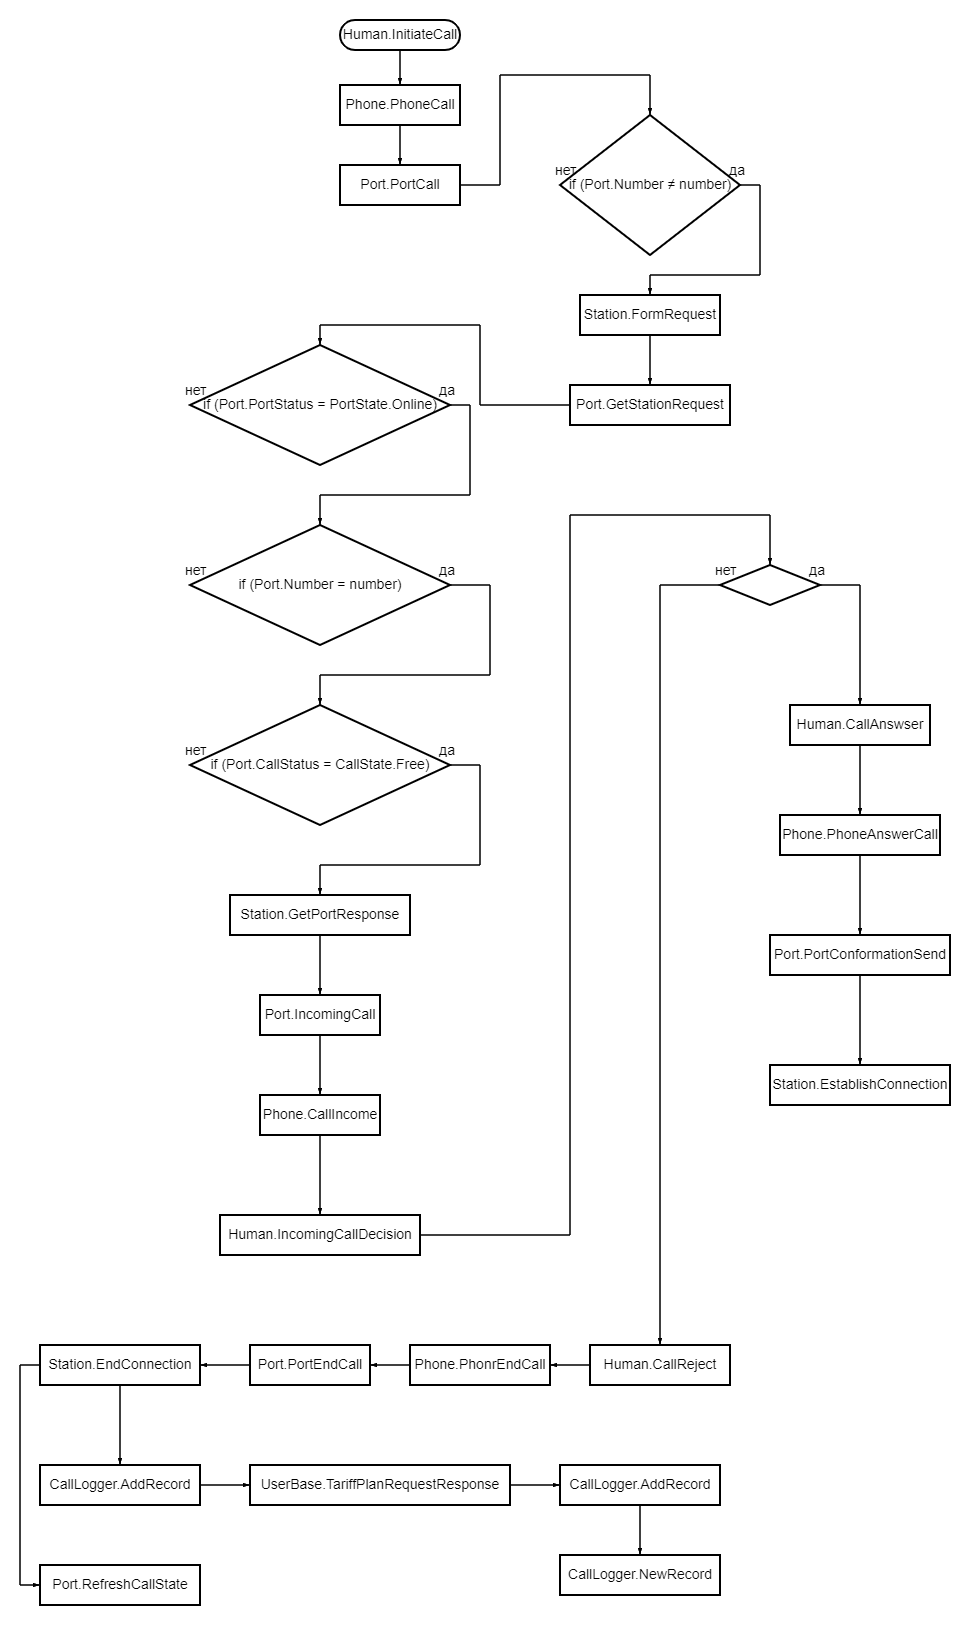 Human.InitiateCall
Phone.PhoneCall
Port.PortCall
нет
да
if (Port.Number ≠ number)
Station.FormRequest
Port.GetStationRequest
нет
да
if (Port.PortStatus = PortState.Online)
нет
да
if (Port.Number = number)
нет
да
if (Port.CallStatus = CallState.Free)
Station.GetPortResponse
Port.IncomingCall
Phone.CallIncome
Human.IncomingCallDecision
нет
да
Human.CallAnswser
Phone.PhoneAnswerCall
Port.PortConformationSend
Station.EstablishConnection
Human.CallReject
Phone.PhonrEndCall
Port.PortEndCall
Station.EndConnection
CallLogger.AddRecord
UserBase.TariffPlanRequestResponse
CallLogger.AddRecord
CallLogger.NewRecord
Port.RefreshCallState